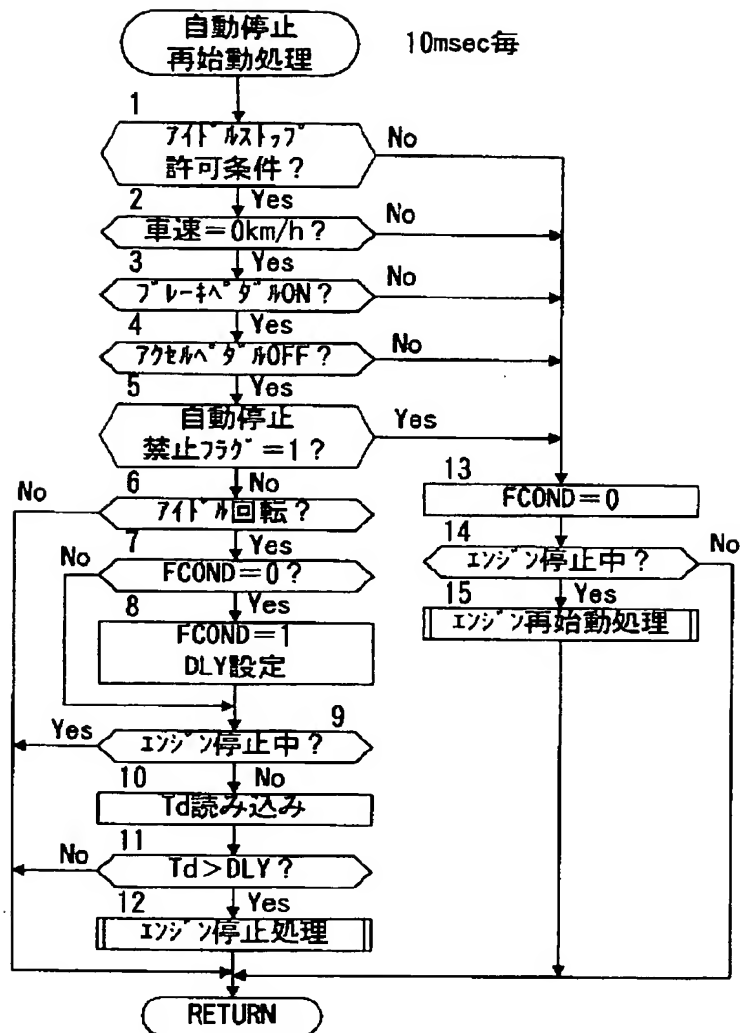 自動停止
再始動処理
10msec毎
1
ｱｲﾄﾞﾙｽﾄｯﾌﾟ
許可条件？
No
Yes
2
車速＝0km/h？
No
Yes
3
ﾌﾞﾚｰｷﾍﾟﾀﾞﾙON？
No
Yes
4
ｱｸｾﾙﾍﾟﾀﾞﾙOFF？
No
Yes
5
自動停止
禁止ﾌﾗｸﾞ＝1？
Yes
No
6
ｱｲﾄﾞﾙ回転？
No
Yes
7
FCOND＝0？
No
Yes
8
FCOND＝1
DLY設定
9
ｴﾝｼﾞﾝ停止中？
Yes
No
10
Td読み込み
11
Td＞DLY？
No
Yes
12
ｴﾝｼﾞﾝ停止処理
13
FCOND＝0
14
ｴﾝｼﾞﾝ停止中？
No
Yes
15
ｴﾝｼﾞﾝ再始動処理
RETURN